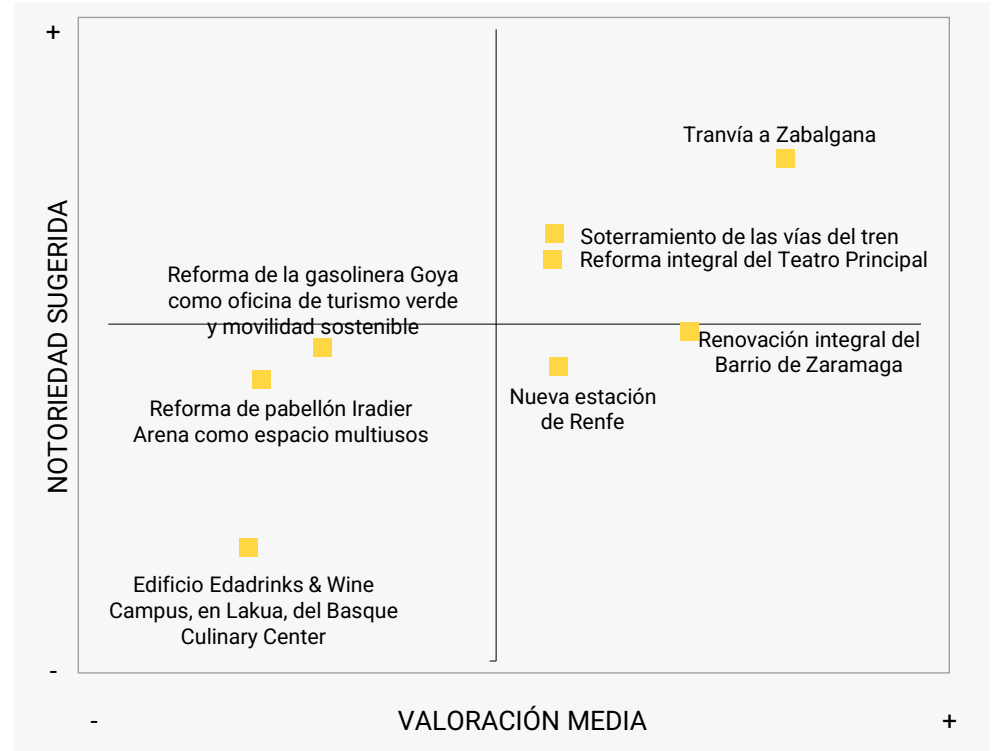 +
Tranvía a Zabalgana
Soterramiento de las vías del tren
Reforma integral del Teatro Principal
Reforma de la gasolinera Goya
como oficina de turismo verde
y movilidad sostenible
Renovación integral del
Barrio de Zaramaga
Nueva estación
de Renfe
Reforma de pabellón Iradier
Arena como espacio multiusos
Edificio Edadrinks & Wine
Campus, en Lakua, del Basque
Culinary Center
NOTORIEDAD SUGERIDA
-
-
VALORACIÓN MEDIA
+